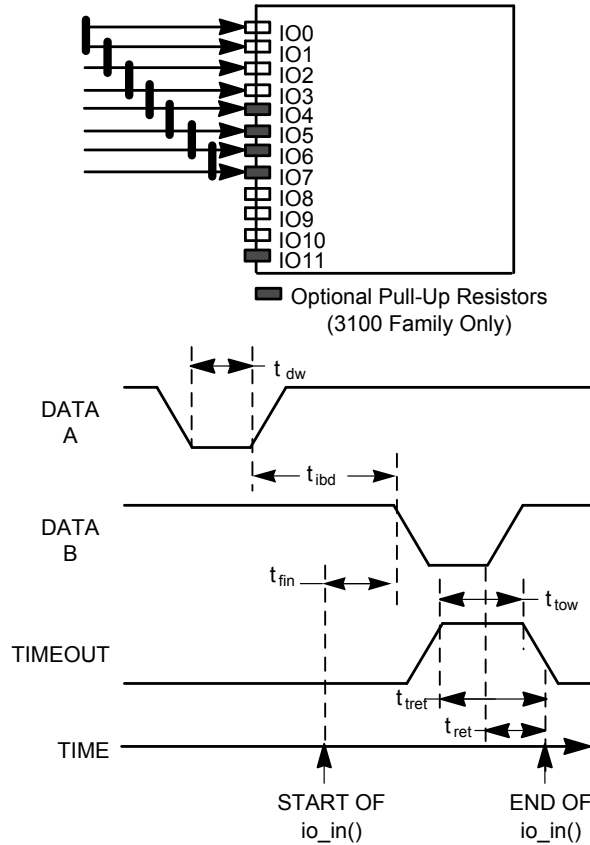 IO0
IO1
IO2
IO3
IO4
IO5
IO6
IO7
IO8
IO9
IO10
IO11
Optional Pull-Up Resistors
(3100 Family Only)
t dw
DATA
A
t ibd
DATA
B
t fin
t tow
TIMEOUT
t tret
t ret
TIME
START OF
io_in()
END OF
io_in()